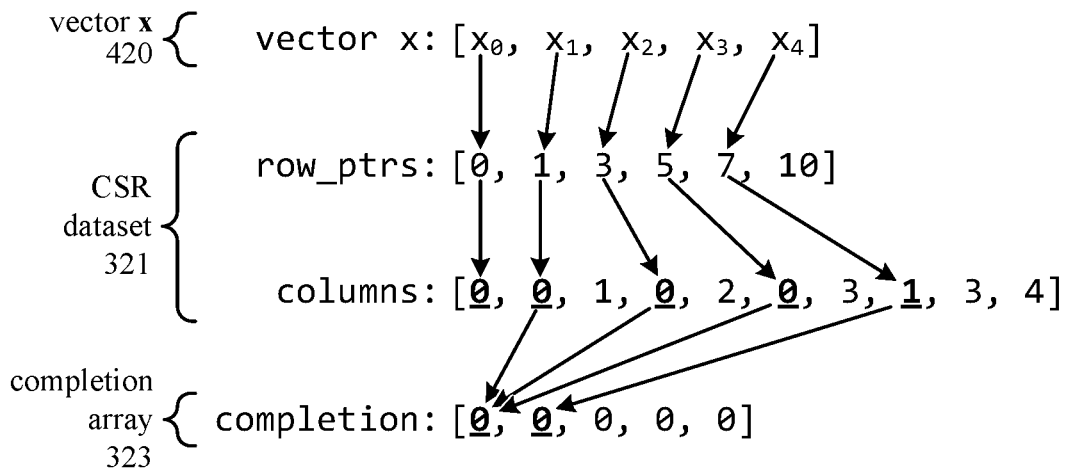 vector x
420
vector x: [x₀, x₁, x₂, x₃, x₄]
CSR
dataset
321
row_ptrs: [0, 1, 3, 5, 7, 10]
columns: [0, 0, 1, 0, 2, 0, 3, 1, 3, 4]
completion
array
323
completion: [0, 0, 0, 0, 0]